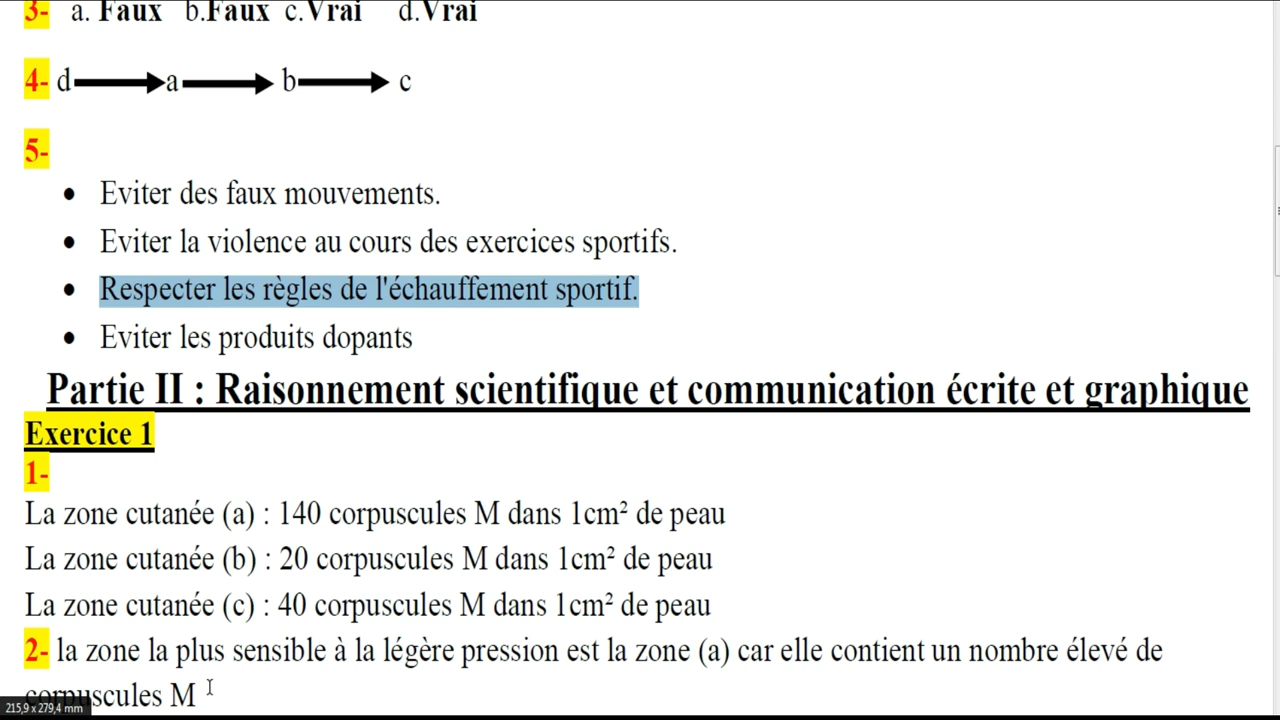 3- a. Faux b.Faux c.Vrai d.Vrai
4- d a b c
5-
• Eviter des faux mouvements.
• Eviter la violence au cours des exercices sportifs.
• Respecter les règles de l'échauffement sportif.
• Eviter les produits dopants
Partie II : Raisonnement scientifique et communication écrite et graphique
Exercice 1
1-
La zone cutanée (a) : 140 corpuscules M dans 1cm² de peau
La zone cutanée (b) : 20 corpuscules M dans 1cm² de peau
La zone cutanée (c) : 40 corpuscules M dans 1cm² de peau
2- la zone la plus sensible à la légère pression est la zone (a) car elle contient un nombre élevé de
corpuscules M
215,9 x 279,4 mm